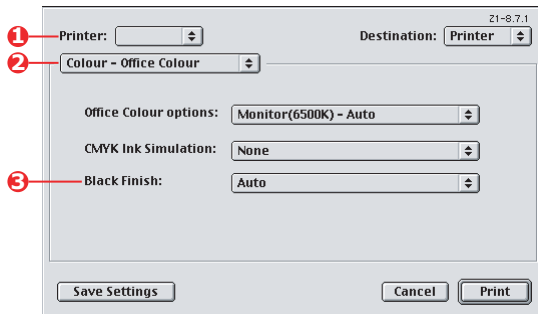 Z1-8.7.1
1 Printer: Destination: Printer
2 Colour - Office Colour
Office Colour options: Monitor(6500K) - Auto
CMYK Ink Simulation: None
3 Black Finish: Auto
Save Settings Cancel Print